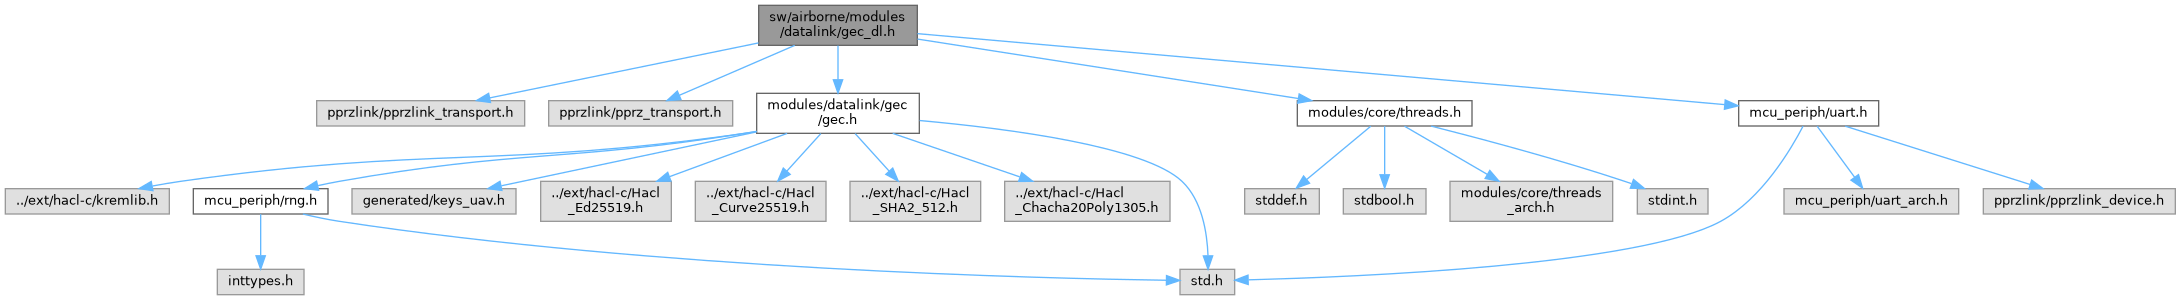 sw/airborne/modules
/datalink/gec_dl.h
pprzlink/pprzlink_transport.h
pprzlink/pprz_transport.h
modules/datalink/gec
/gec.h
modules/core/threads.h
mcu_periph/uart.h
../ext/hacl-c/kremlib.h
mcu_periph/rng.h
generated/keys_uav.h
../ext/hacl-c/Hacl
_Ed25519.h
../ext/hacl-c/Hacl
_Curve25519.h
../ext/hacl-c/Hacl
_SHA2_512.h
../ext/hacl-c/Hacl
_Chacha20Poly1305.h
stddef.h
stdbool.h
modules/core/threads
_arch.h
stdint.h
mcu_periph/uart_arch.h
pprzlink/pprzlink_device.h
inttypes.h
std.h